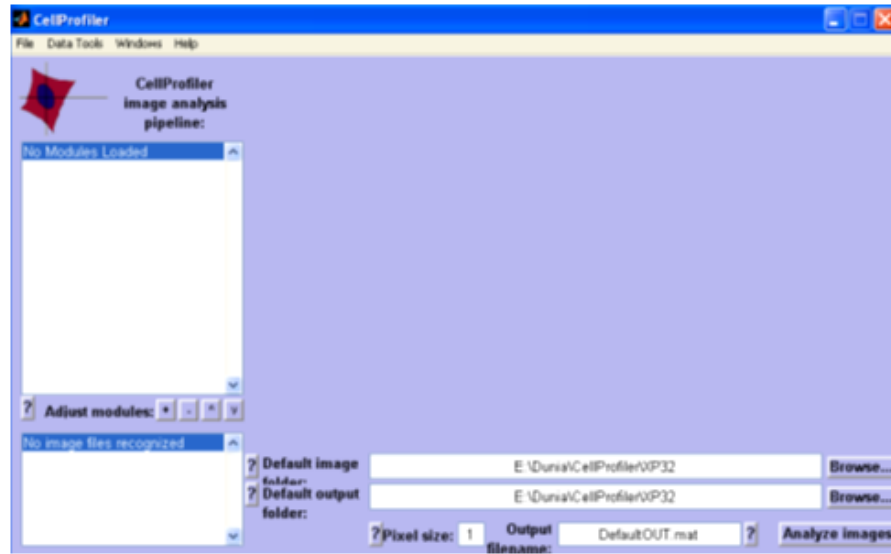 CellProfiler
File Data Tools Windows Help
CellProfiler
image analysis
pipeline:
No Modules Loaded
? Adjust modules: + - ^ v
No image files recognized
? Default image
folder:
E:\Dunia\CellProfiler\XP32
Browse...
? Default output
folder:
E:\Dunia\CellProfiler\XP32
Browse...
? Pixel size: 1
Output
filename:
DefaultOUT.mat
?
Analyze images